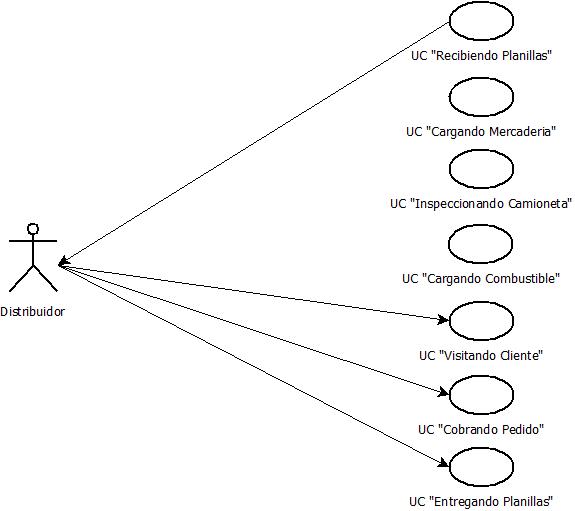 UC "Recibiendo Planillas"
UC "Cargando Mercaderia"
UC "Inspeccionando Camioneta"
UC "Cargando Combustible"
Distribuidor
UC "Visitando Cliente"
UC "Cobrando Pedido"
UC "Entregando Planillas"